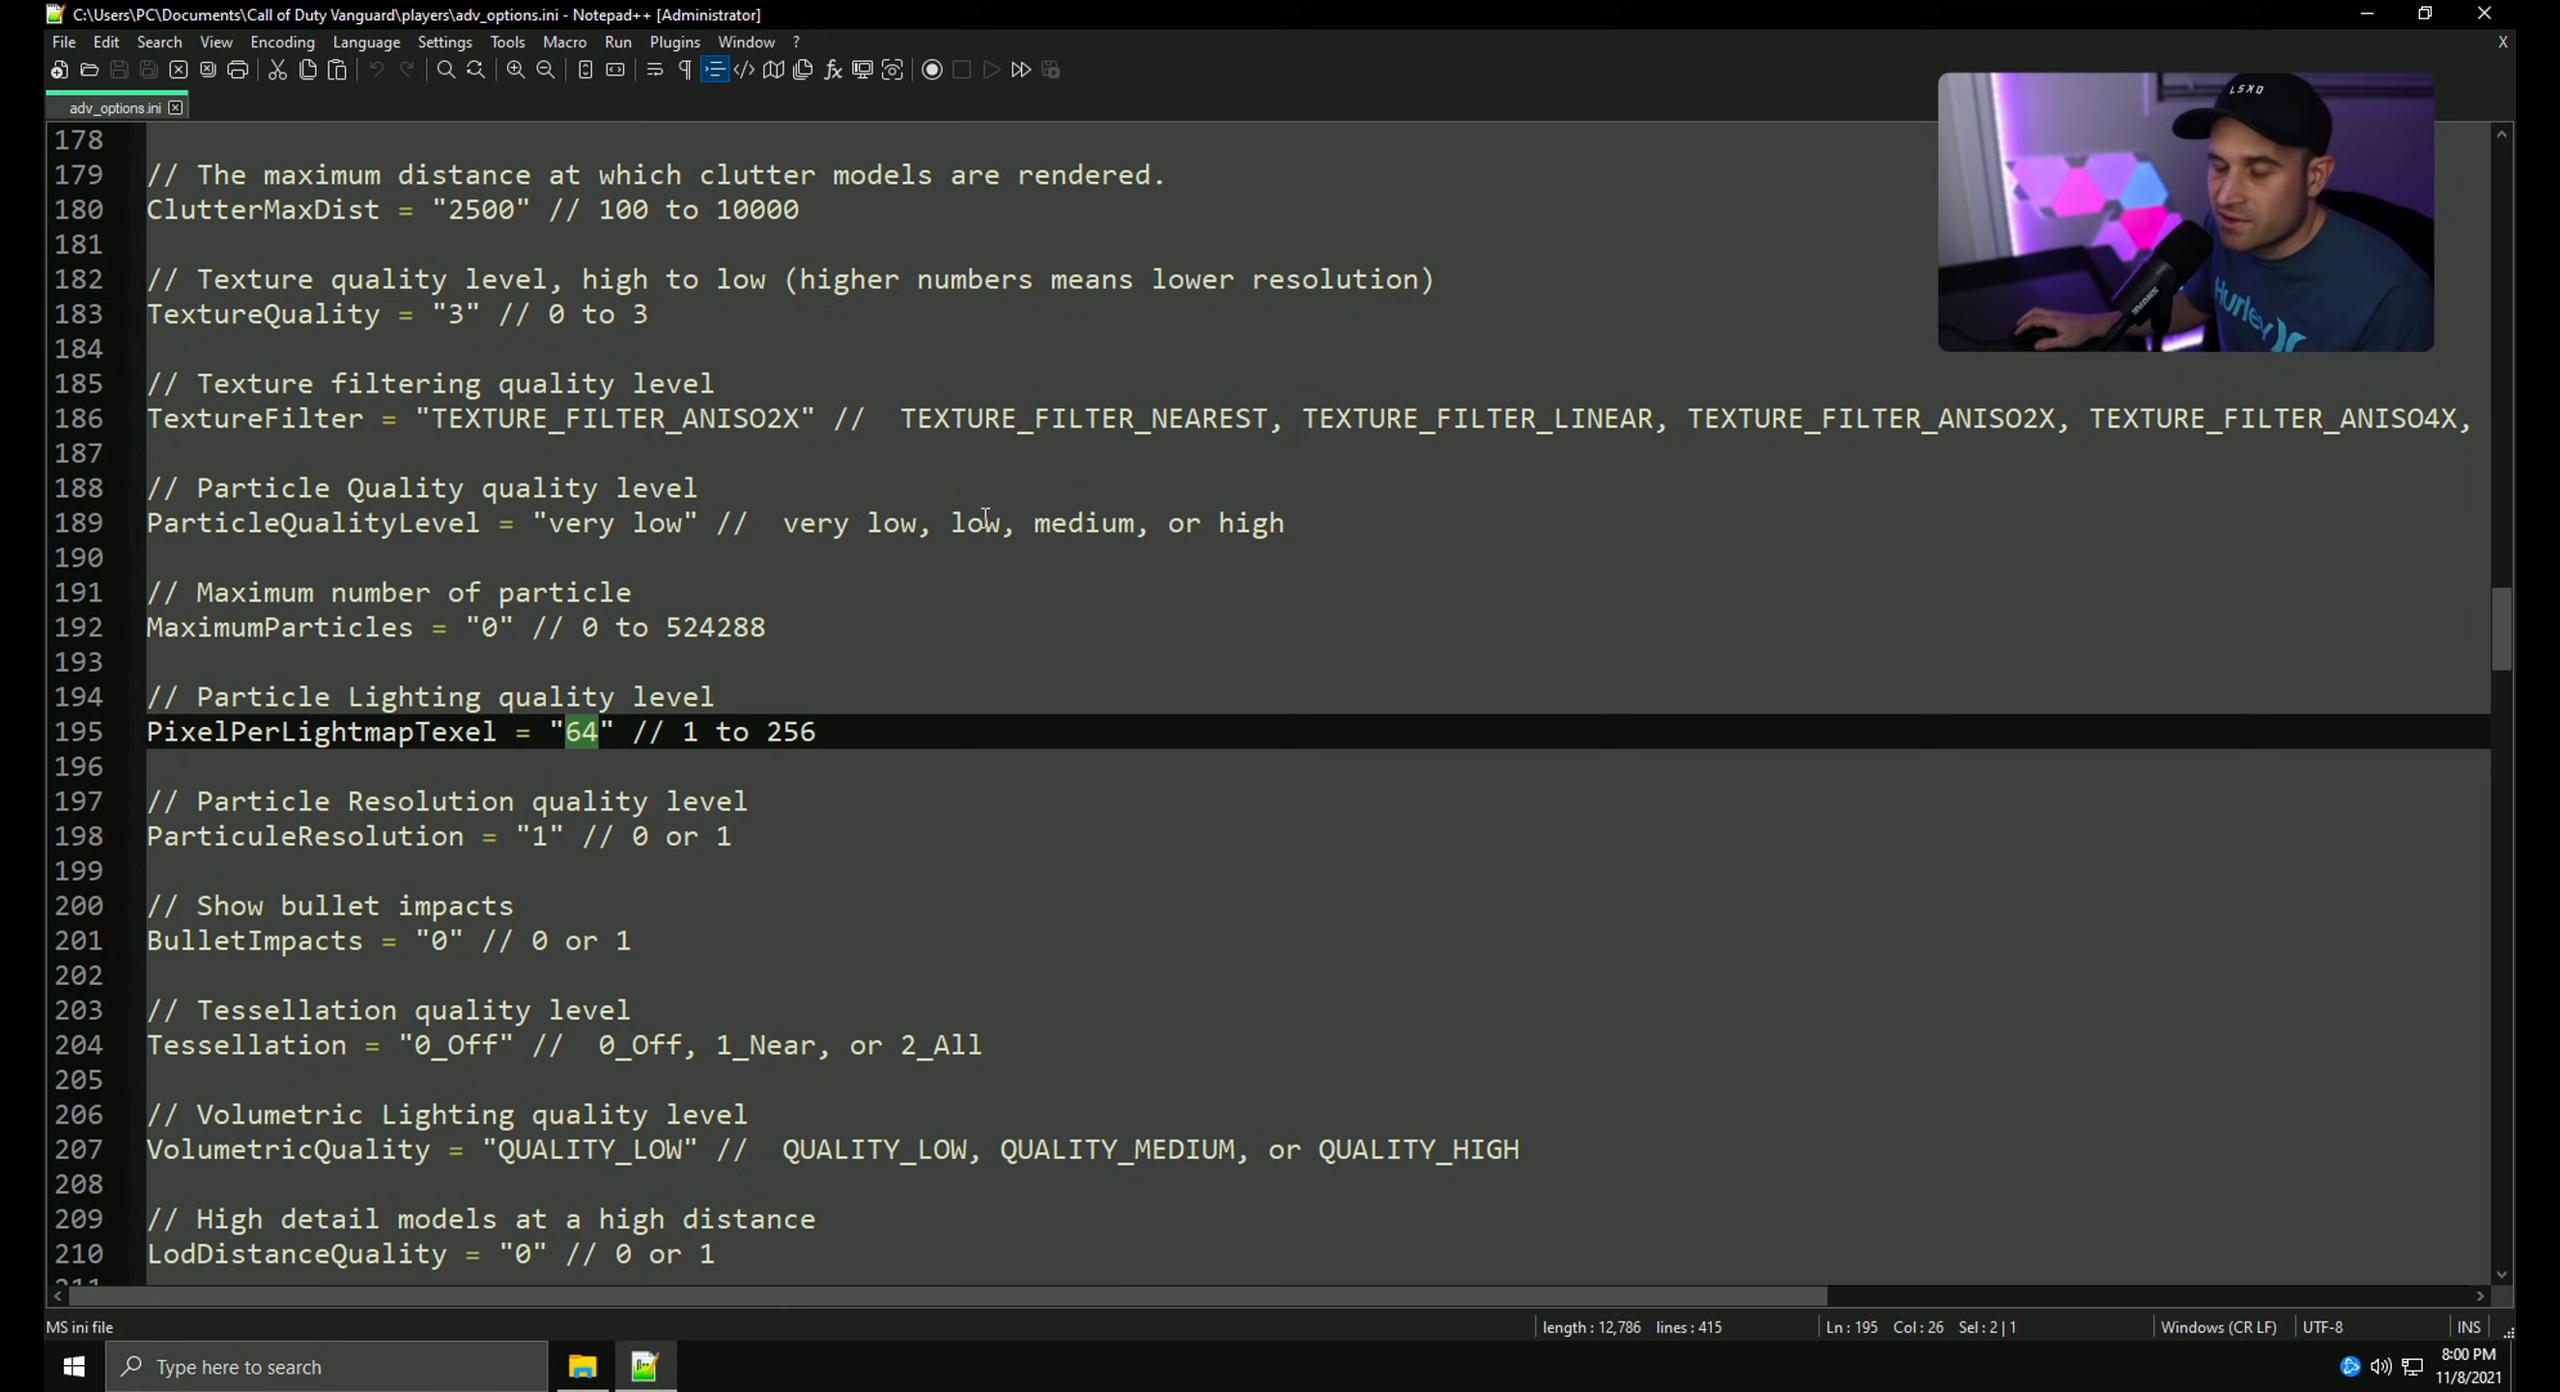 C:\Users\PC\Documents\Call of Duty Vanguard\players\adv_options.ini - Notepad++ [Administrator]
File Edit Search View Encoding Language Settings Tools Macro Run Plugins Window ?
X
adv_options.ini
178
179 // The maximum distance at which clutter models are rendered.
180 ClutterMaxDist = "2500" // 100 to 10000
181
182 // Texture quality level, high to low (higher numbers means lower resolution)
183 TextureQuality = "3" // 0 to 3
184
185 // Texture filtering quality level
186 TextureFilter = "TEXTURE_FILTER_ANISO2X" //  TEXTURE_FILTER_NEAREST, TEXTURE_FILTER_LINEAR, TEXTURE_FILTER_ANISO2X, TEXTURE_FILTER_ANISO4X,
187
188 // Particle Quality quality level
189 ParticleQualityLevel = "very low" //  very low, low, medium, or high
190
191 // Maximum number of particle
192 MaximumParticles = "0" // 0 to 524288
193
194 // Particle Lighting quality level
195 PixelPerLightmapTexel = "64" // 1 to 256
196
197 // Particle Resolution quality level
198 ParticuleResolution = "1" // 0 or 1
199
200 // Show bullet impacts
201 BulletImpacts = "0" // 0 or 1
202
203 // Tessellation quality level
204 Tessellation = "0_Off" //  0_Off, 1_Near, or 2_All
205
206 // Volumetric Lighting quality level
207 VolumetricQuality = "QUALITY_LOW" //  QUALITY_LOW, QUALITY_MEDIUM, or QUALITY_HIGH
208
209 // High detail models at a high distance
210 LodDistanceQuality = "0" // 0 or 1
211
LSKD
SHURE
Hurley
MS ini file length : 12,786 lines : 415 Ln : 195 Col : 26 Sel : 2 | 1 Windows (CR LF) UTF-8 INS
Type here to search
8:00 PM
11/8/2021